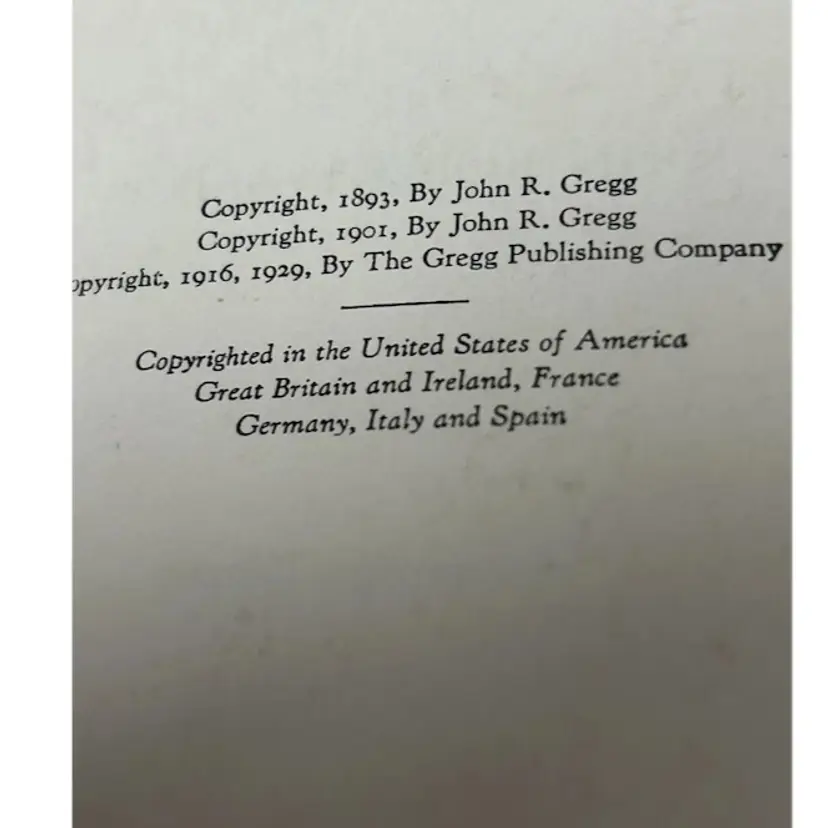 Copyright, 1893, By John R. Gregg
Copyright, 1901, By John R. Gregg
opyright, 1916, 1929, By The Gregg Publishing Company
Copyrighted in the United States of America
Great Britain and Ireland, France
Germany, Italy and Spain